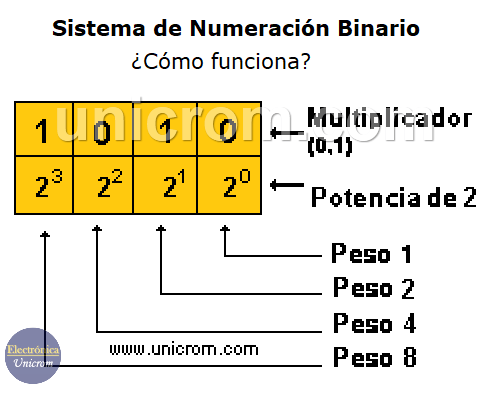 Sistema de Numeración Binario
¿Cómo funciona?
unicrom.com
1 0 1 0
Multiplicador
(0,1)
2³ 2² 2¹ 2⁰
Potencia de 2
Peso 1
Peso 2
Peso 4
Peso 8
www.unicrom.com
Electrónica
Unicrom